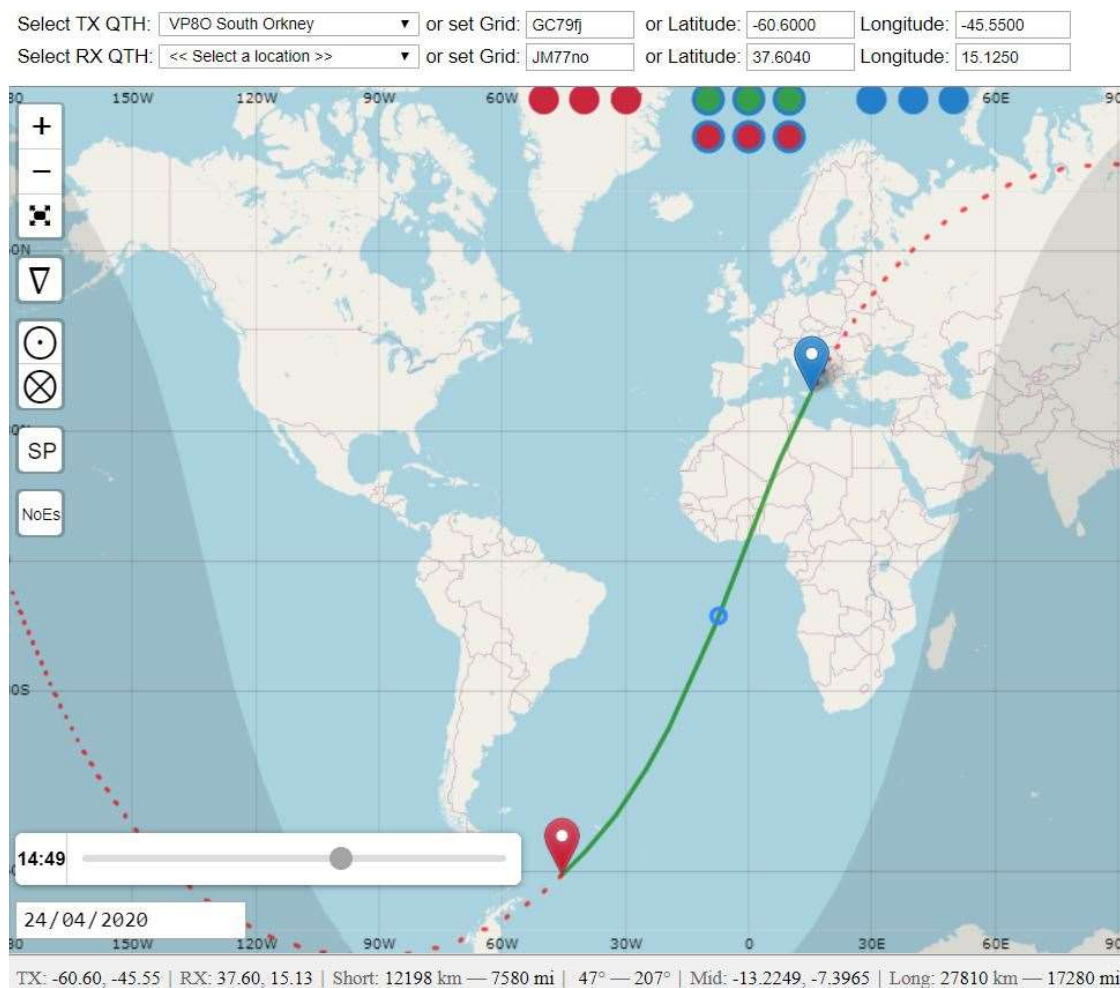 Select TX QTH: VP8O South Orkney ▼ or set Grid: GC79fj or Latitude: -60.6000 Longitude: -45.5500
Select RX QTH: << Select a location >> ▼ or set Grid: JM77no or Latitude: 37.6040 Longitude: 15.1250
150W 120W 90W 60W 60E
+
−
SP
NoEs
14:49
24/04/2020
150W 120W 90W 60W 30W 0 30E 60E
TX: -60.60, -45.55 | RX: 37.60, 15.13 | Short: 12198 km — 7580 mi | 47° — 207° | Mid: -13.2249, -7.3965 | Long: 27810 km — 17280 mi